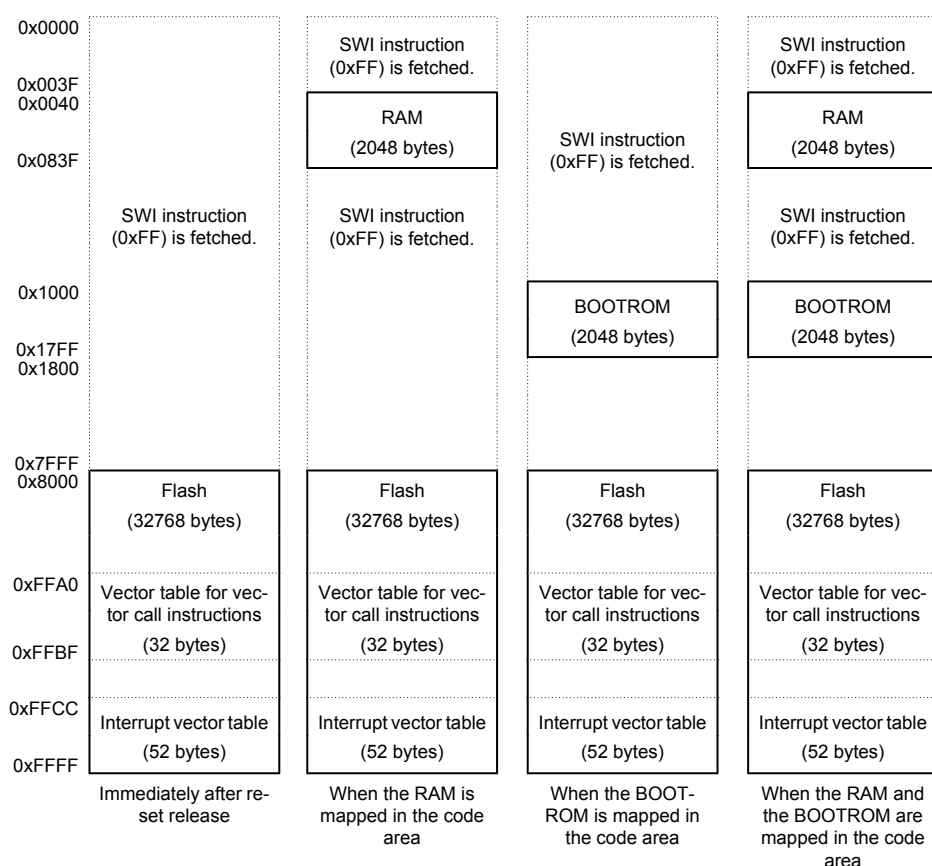 0x0000
0x003F
0x0040
0x083F
0x1000
0x17FF
0x1800
0x7FFF
0x8000
0xFFA0
0xFFBF
0xFFCC
0xFFFF
SWI instruction
(0xFF) is fetched.
Flash
(32768 bytes)
Vector table for vec-
tor call instructions
(32 bytes)
Interrupt vector table
(52 bytes)
Immediately after re-
set release
SWI instruction
(0xFF) is fetched.
RAM
(2048 bytes)
SWI instruction
(0xFF) is fetched.
Flash
(32768 bytes)
Vector table for vec-
tor call instructions
(32 bytes)
Interrupt vector table
(52 bytes)
When the RAM is
mapped in the code
area
SWI instruction
(0xFF) is fetched.
BOOTROM
(2048 bytes)
Flash
(32768 bytes)
Vector table for vec-
tor call instructions
(32 bytes)
Interrupt vector table
(52 bytes)
When the BOOT-
ROM is mapped in
the code area
SWI instruction
(0xFF) is fetched.
RAM
(2048 bytes)
SWI instruction
(0xFF) is fetched.
BOOTROM
(2048 bytes)
Flash
(32768 bytes)
Vector table for vec-
tor call instructions
(32 bytes)
Interrupt vector table
(52 bytes)
When the RAM and
the BOOTROM are
mapped in the code
area